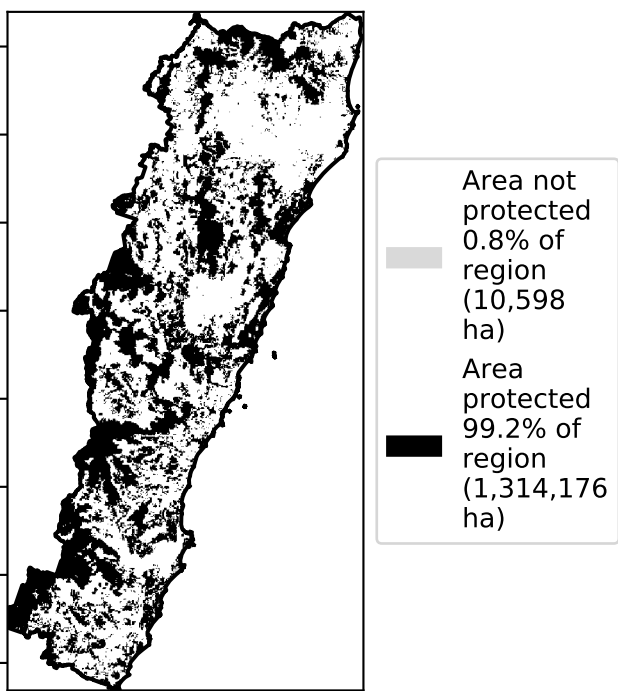 Area not
protected
0.8% of
region
(10,598
ha)
Area
protected
99.2% of
region
(1,314,176
ha)